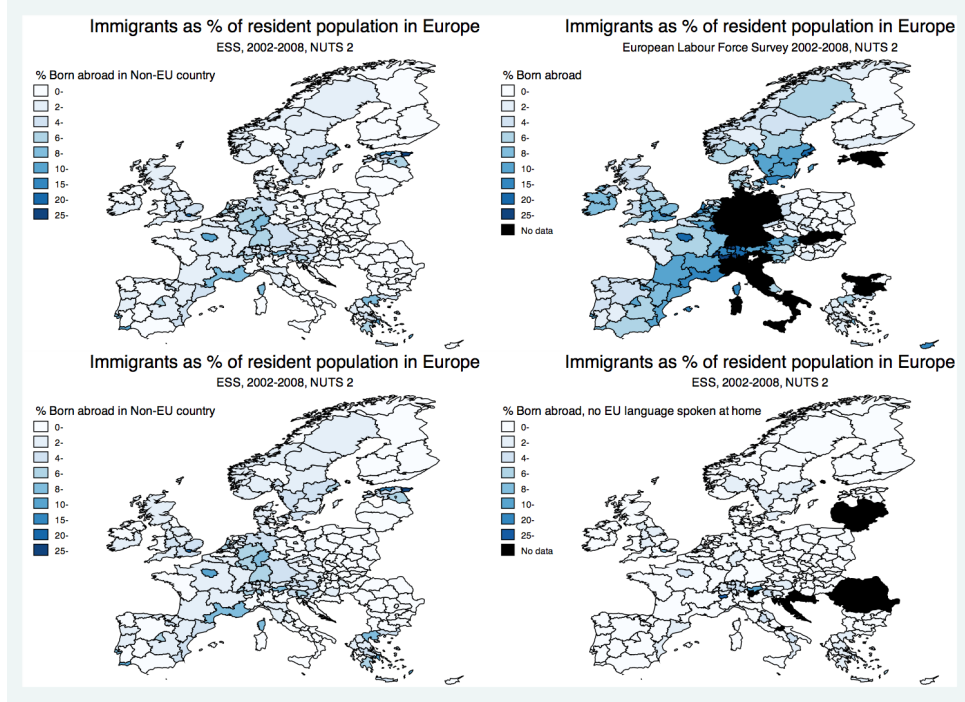 Immigrants as % of resident population in Europe
ESS, 2002-2008, NUTS 2
% Born abroad in Non-EU country
0-
2-
4-
6-
8-
10-
15-
20-
25-
Immigrants as % of resident population in Europe
European Labour Force Survey 2002-2008, NUTS 2
% Born abroad
0-
2-
4-
6-
8-
10-
15-
20-
25-
No data
Immigrants as % of resident population in Europe
ESS, 2002-2008, NUTS 2
% Born abroad in Non-EU country
0-
2-
4-
6-
8-
10-
15-
20-
25-
Immigrants as % of resident population in Europe
ESS, 2002-2008, NUTS 2
% Born abroad, no EU language spoken at home
0-
2-
4-
6-
8-
10-
20-
25-
No data